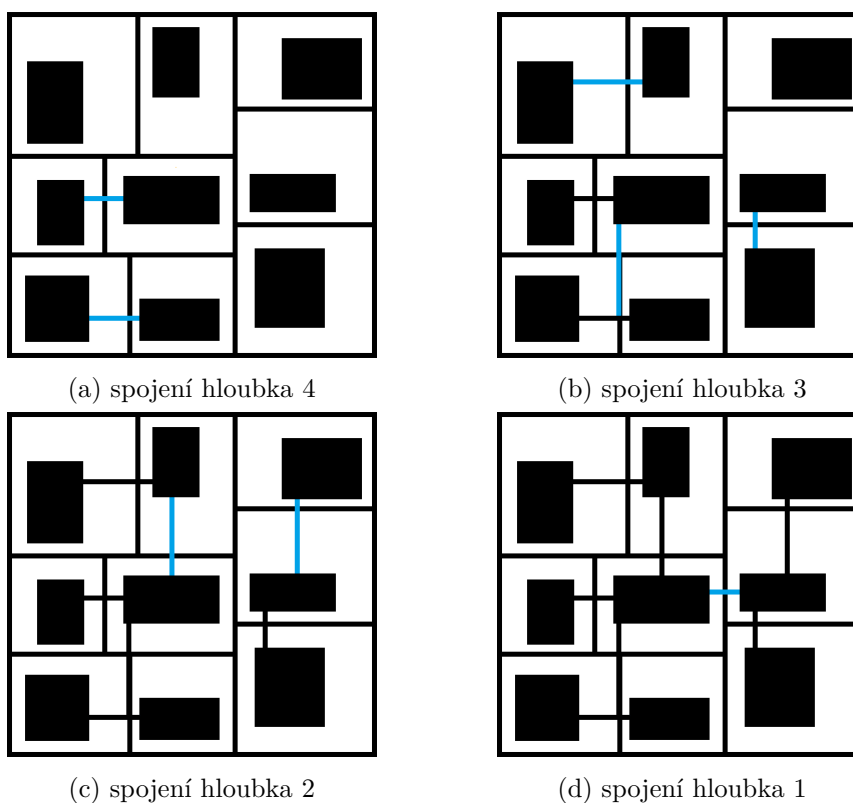 (a) spojení hloubka 4
(b) spojení hloubka 3
(c) spojení hloubka 2
(d) spojení hloubka 1